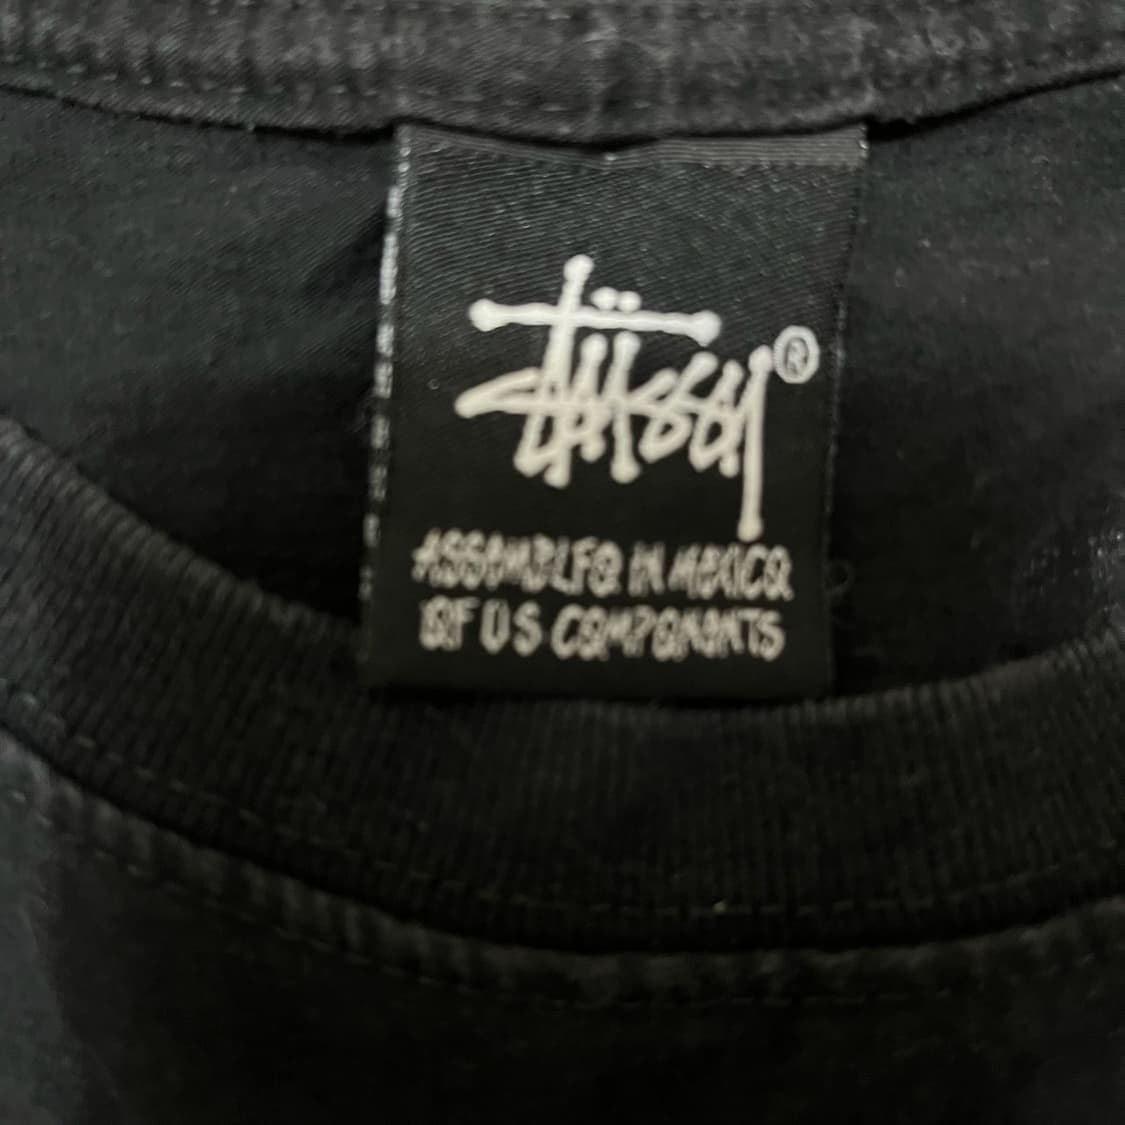 Stüssy ®
ASSEMBLED IN MEXICO
OF US COMPONENTS